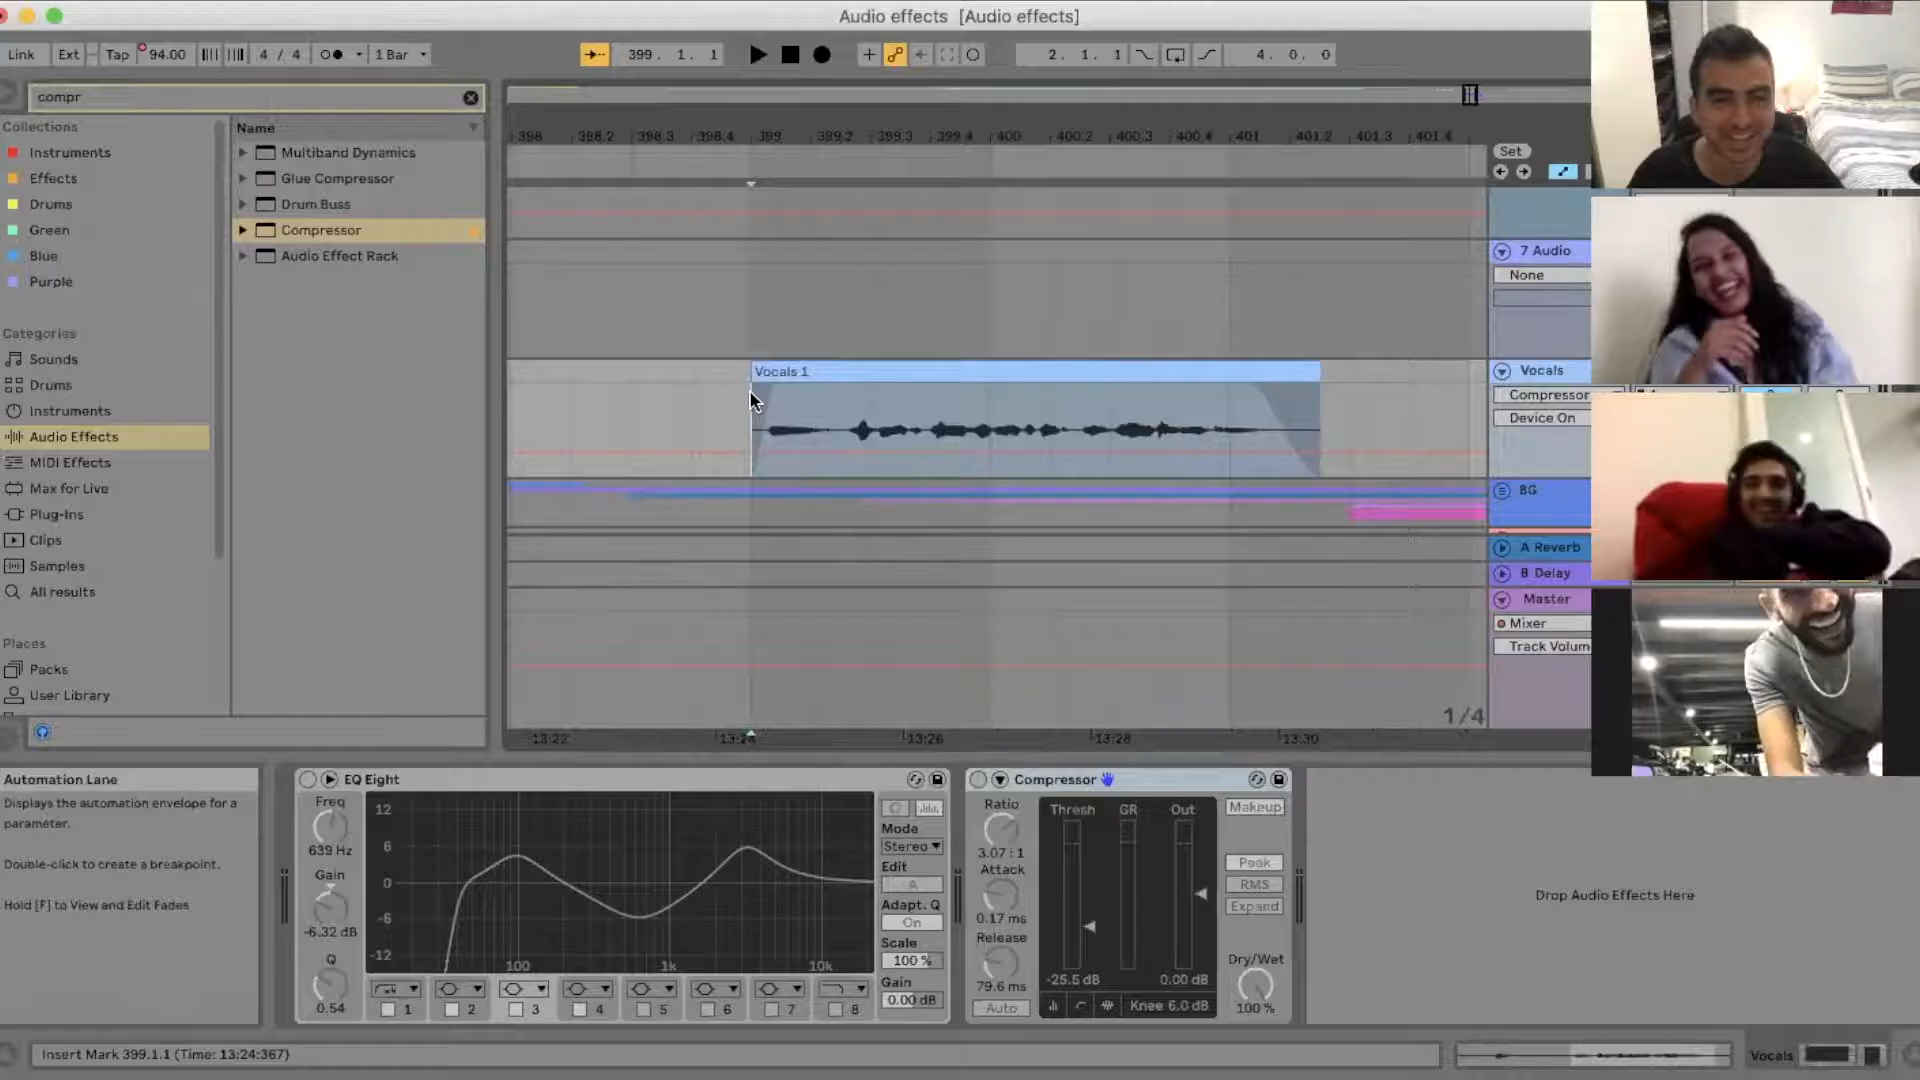 Audio effects [Audio effects]
Link Ext Tap 94.00 4 / 4 1 Bar 399. 1. 1 2. 1. 1 4. 0. 0
compr
Collections
Instruments
Effects
Drums
Green
Blue
Purple
Categories
Sounds
Drums
Instruments
Audio Effects
MIDI Effects
Max for Live
Plug-Ins
Clips
Samples
All results
Places
Packs
User Library
Name
Multiband Dynamics
Glue Compressor
Drum Buss
Compressor
Audio Effect Rack
398 398.2 398.3 398.4 399 399.2 399.3 399.4 400 400.2 400.3 400.4 401 401.2 401.3 401.4
Vocals 1
1/4
13:22 13:24 13:26 13:28 13:30
Set
7 Audio
None
Vocals
Compressor
Device On
BG
A Reverb
B Delay
Master
Mixer
Track Volum
Automation Lane
Displays the automation envelope for a
parameter.
Double-click to create a breakpoint.
Hold [F] to View and Edit Fades
EQ Eight
Freq
639 Hz
Gain
-6.32 dB
Q
0.54
12
6
0
-6
-12
100 1k 10k
1 2 3 4 5 6 7 8
Mode
Stereo
Edit
A
Adapt. Q
On
Scale
100 %
Gain
0.00 dB
Compressor
Ratio
3.07 : 1
Attack
0.17 ms
Release
79.6 ms
Auto
Thresh GR Out
-25.5 dB 0.00 dB
Knee 6.0 dB
Makeup
Peak
RMS
Expand
Dry/Wet
100 %
Drop Audio Effects Here
Insert Mark 399.1.1 (Time: 13:24:367)
Vocals